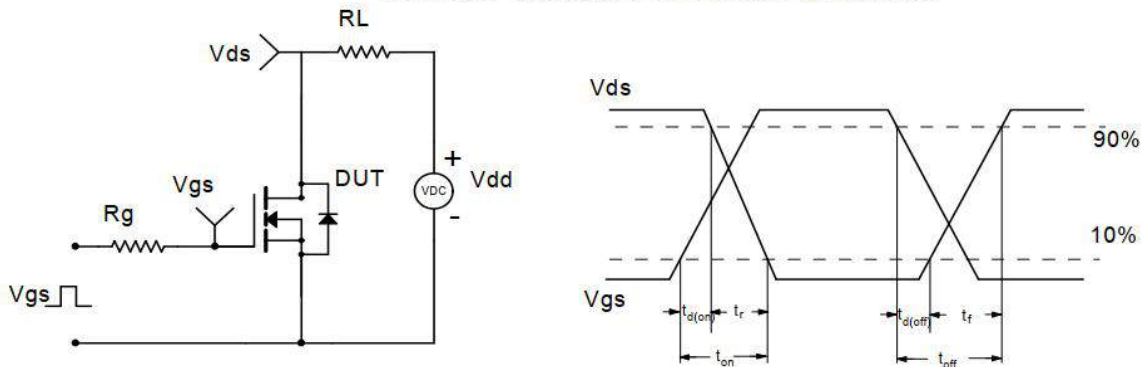 RL
Vds
Vgs
DUT
+
VDC
Vdd
-
Rg
Vgs
Vds
90%
10%
Vgs
td(on)
tr
td(off)
tf
ton
toff